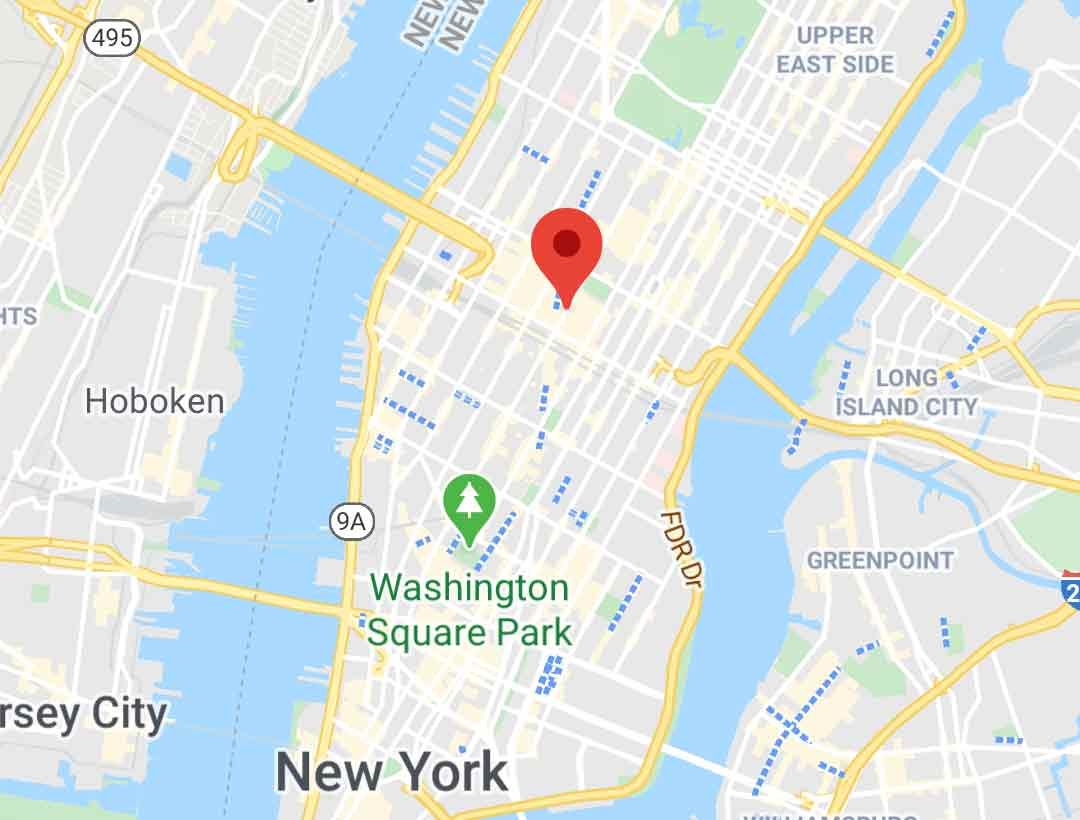 495
NEW
NEW
UPPER
EAST SIDE
HTS
Hoboken
LONG
ISLAND CITY
9A
FDR Dr
GREENPOINT
Washington
Square Park
2
rsey City
New York